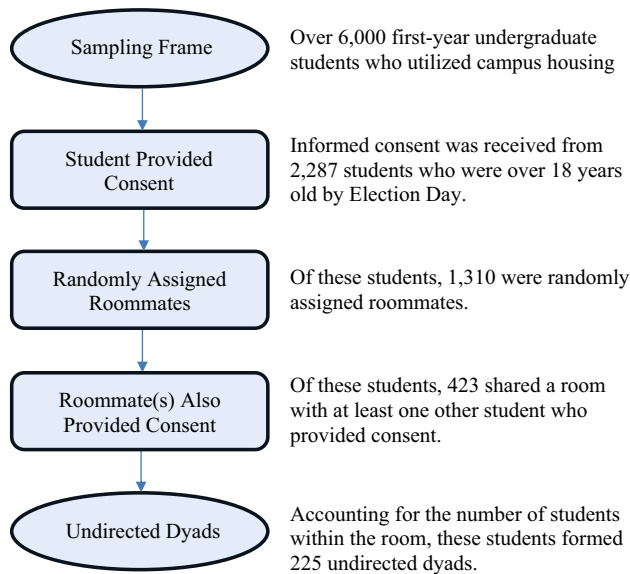 Sampling Frame
Over 6,000 first-year undergraduate
students who utilized campus housing
Student Provided
Consent
Informed consent was received from
2,287 students who were over 18 years
old by Election Day.
Randomly Assigned
Roommates
Of these students, 1,310 were randomly
assigned roommates.
Roommate(s) Also
Provided Consent
Of these students, 423 shared a room
with at least one other student who
provided consent.
Undirected Dyads
Accounting for the number of students
within the room, these students formed
225 undirected dyads.